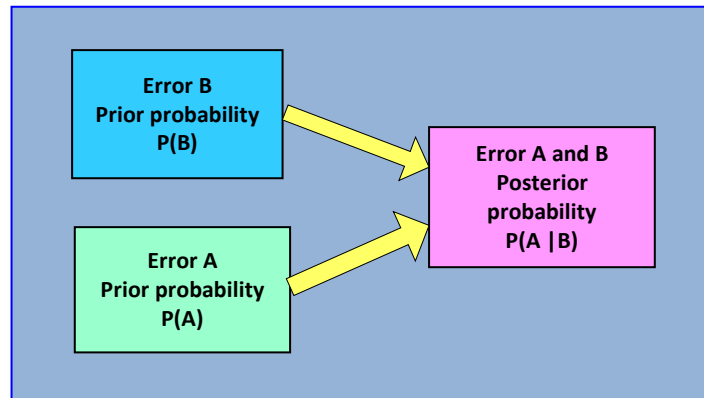 Error B
Prior probability
P(B)
Error A and B
Posterior
probability
P(A |B)
Error A
Prior probability
P(A)